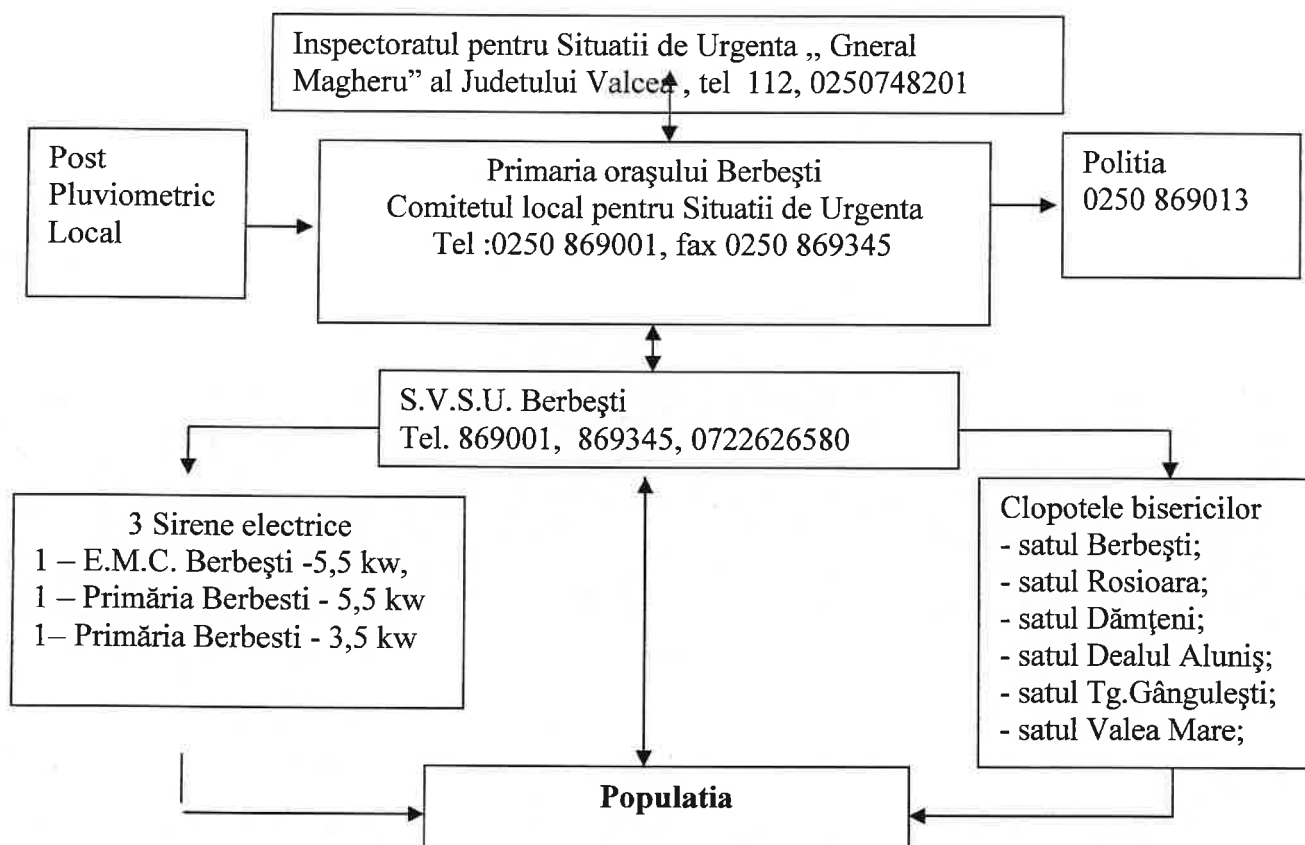 Inspectoratul pentru Situatii de Urgenta „ Gneral
Magheru” al Judetului Valcea , tel 112, 0250748201
Post
Pluviometric
Local
Primaria oraşului Berbeşti
Comitetul local pentru Situatii de Urgenta
Tel :0250 869001, fax 0250 869345
Politia
0250 869013
S.V.S.U. Berbeşti
Tel. 869001, 869345, 0722626580
3 Sirene electrice
1 – E.M.C. Berbeşti -5,5 kw,
1 – Primăria Berbesti - 5,5 kw
1– Primăria Berbesti - 3,5 kw
Clopotele bisericilor
- satul Berbeşti;
- satul Rosioara;
- satul Dămţeni;
- satul Dealul Aluniş;
- satul Tg.Gânguleşti;
- satul Valea Mare;
Populatia